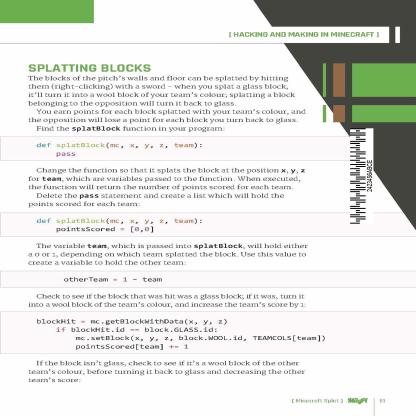 [ HACKING AND MAKING IN MINECRAFT ]
SPLATTING BLOCKS
The blocks of the pitch's walls and floor can be splatted by hitting
them (right-clicking) with a sword – when you splat a glass block,
it'll turn it into a wool block of your team's colour; splatting a block
belonging to the opposition will turn it back to glass.
You earn points for each block splatted with your team's colour, and
the opposition will lose a point for each block you turn back to glass.
Find the splatBlock function in your program:
def splatBlock(mc, x, y, z, team):
pass
Change the function so that it splats the block at the position x, y, z
for team, which are variables passed to the function. When executed,
the function will return the number of points scored for each team.
Delete the pass statement and create a list which will hold the
points scored for each team:
def splatBlock(mc, x, y, z, team):
pointsScored = [0,0]
The variable team, which is passed into splatBlock, will hold either
a 0 or 1, depending on which team splatted the block. Use this value to
create a variable to hold the other team:
otherTeam = 1 - team
Check to see if the block that was hit was a glass block; if it was, turn it
into a wool block of the team's colour, and increase the team's score by 1:
blockHit = mc.getBlockWithData(x, y, z)
if blockHit.id == block.GLASS.id:
mc.setBlock(x, y, z, block.WOOL.id, TEAMCOLS[team])
pointsScored[team] += 1
If the block isn't glass, check to see if it's a wool block of the other
team's colour, before turning it back to glass and decreasing the other
team's score:
[ Minecraft Splat ]